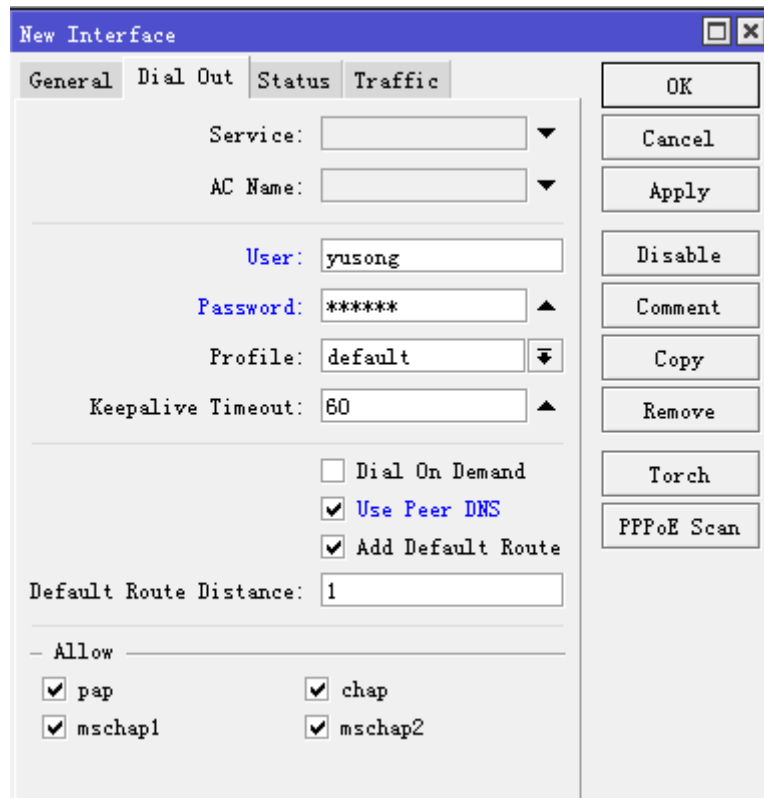 New Interface
General Dial Out Status Traffic
OK
Service:
Cancel
AC Name:
Apply
User: yusong
Disable
Password: ******
Comment
Profile: default
Copy
Keepalive Timeout: 60
Remove
Dial On Demand
Torch
Use Peer DNS
PPPoE Scan
Add Default Route
Default Route Distance: 1
Allow
pap chap
mschap1 mschap2